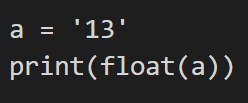 a = '13'
print(float(a))